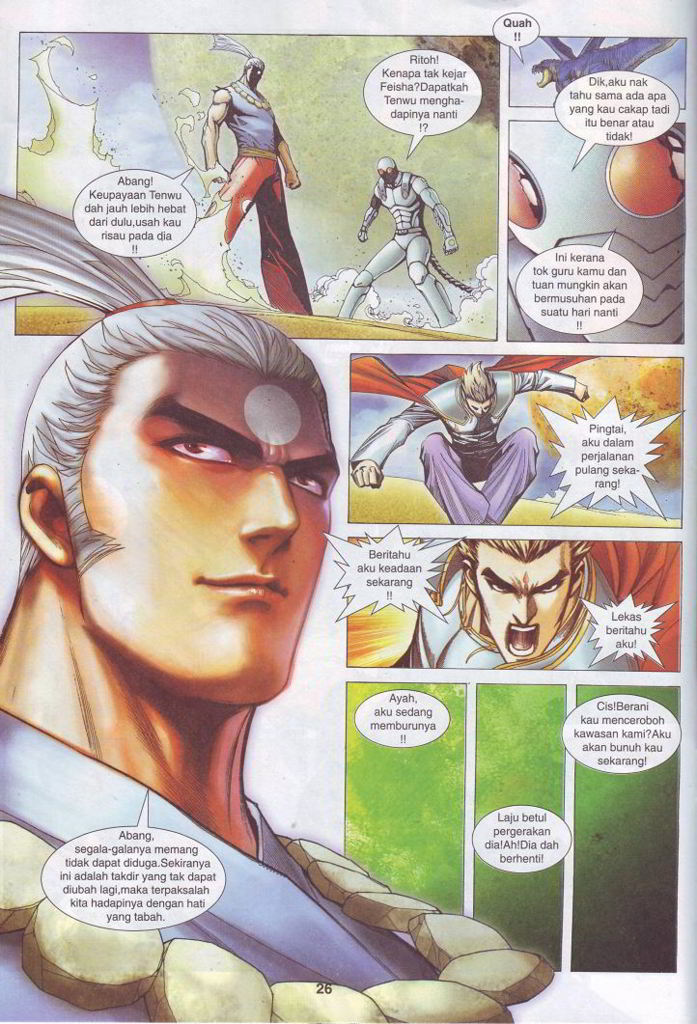 Ritoh!
Kenapa tak kejar
Feisha?Dapatkah
Tenwu mengha-
dapinya nanti
!?
Abang!
Keupayaan Tenwu
dah jauh lebih hebat
dari dulu,usah kau
risau pada dia
!!
Quah
!!
Dik,aku nak
tahu sama ada apa
yang kau cakap tadi
itu benar atau
tidak!
Ini kerana
tok guru kamu dan
tuan mungkin akan
bermusuhan pada
suatu hari nanti
!!
Pingtai,
aku dalam
perjalanan
pulang seka-
rang!
Beritahu
aku keadaan
sekarang
!!
Lekas
beritahu
aku!
Abang,
segala-galanya memang
tidak dapat diduga.Sekiranya
ini adalah takdir yang tak dapat
diubah lagi,maka terpaksalah
kita hadapinya dengan hati
yang tabah.
Ayah,
aku sedang
memburunya
!!
Laju betul
pergerakan
dia!Ah!Dia dah
berhenti!
Cis!Berani
kau menceroboh
kawasan kami?Aku
akan bunuh kau
sekarang!
26